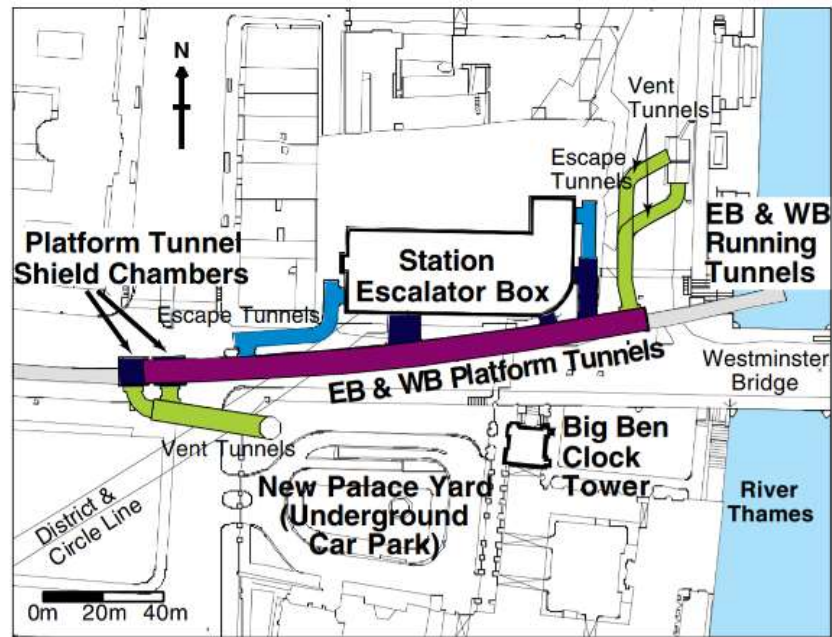 N
Vent
Tunnels
Escape
Tunnels
EB & WB
Running
Tunnels
Platform Tunnel
Shield Chambers
Station
Escalator Box
Escape Tunnels
EB & WB Platform Tunnels
Westminster
Bridge
Vent Tunnels
Big Ben
Clock
Tower
District &
Circle Line
New Palace Yard
(Underground
Car Park)
River
Thames
0m 20m 40m